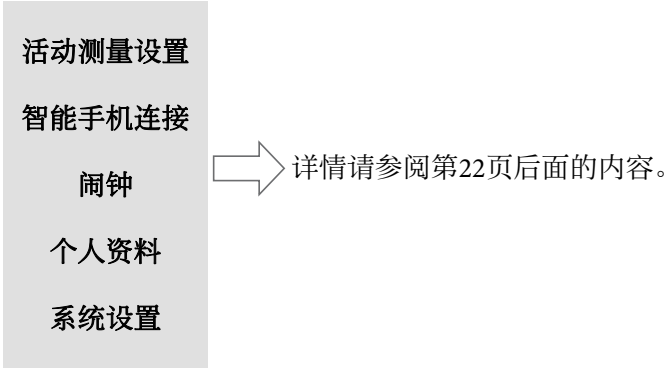 活动测量设置
智能手机连接
闹钟
个人资料
系统设置
详情请参阅第22页后面的内容。